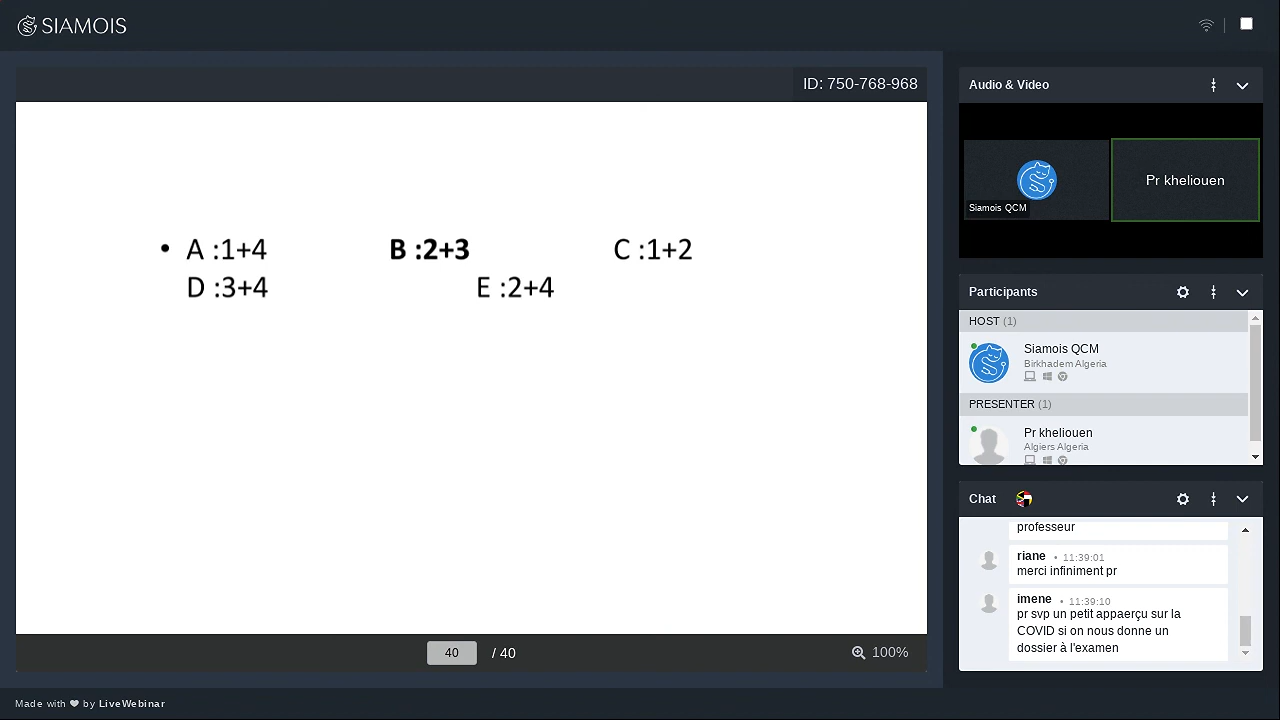 SIAMOIS
ID: 750-768-968
• A :1+4 B :2+3 C :1+2
D :3+4 E :2+4
40 / 40
100%
Audio & Video
Siamois QCM
Pr kheliouen
Participants
HOST (1)
Siamois QCM
Birkhadem Algeria
PRESENTER (1)
Pr kheliouen
Algiers Algeria
Chat
professeur
riane • 11:39:01
merci infiniment pr
imene • 11:39:10
pr svp un petit appaerçu sur la
COVID si on nous donne un
dossier à l'examen
Made with ❤ by LiveWebinar